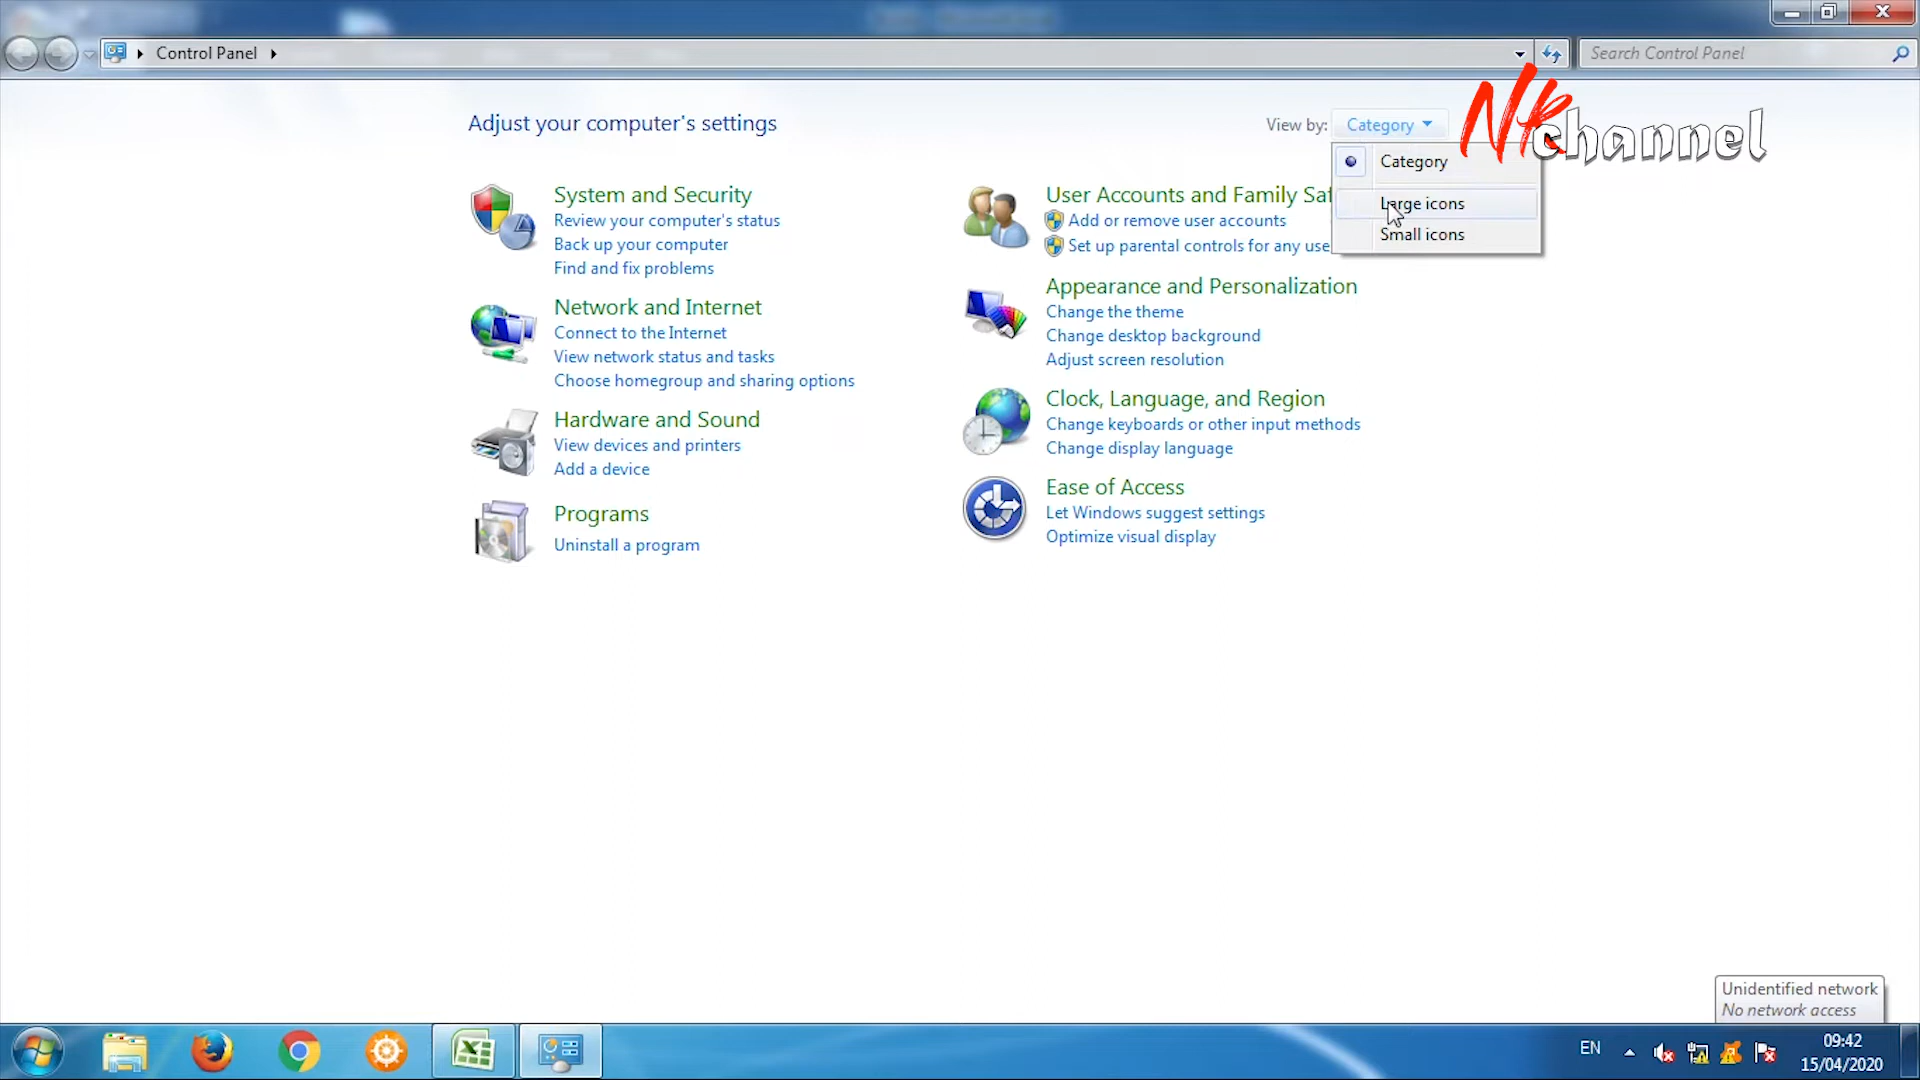 Control Panel
Search Control Panel
Nk
channel
Adjust your computer's settings
View by: Category
Category
Large icons
Small icons
System and Security
Review your computer's status
Back up your computer
Find and fix problems
Network and Internet
Connect to the Internet
View network status and tasks
Choose homegroup and sharing options
Hardware and Sound
View devices and printers
Add a device
Programs
Uninstall a program
User Accounts and Family Saf
Add or remove user accounts
Set up parental controls for any use
Appearance and Personalization
Change the theme
Change desktop background
Adjust screen resolution
Clock, Language, and Region
Change keyboards or other input methods
Change display language
Ease of Access
Let Windows suggest settings
Optimize visual display
Unidentified network
No network access
EN
09:42
15/04/2020